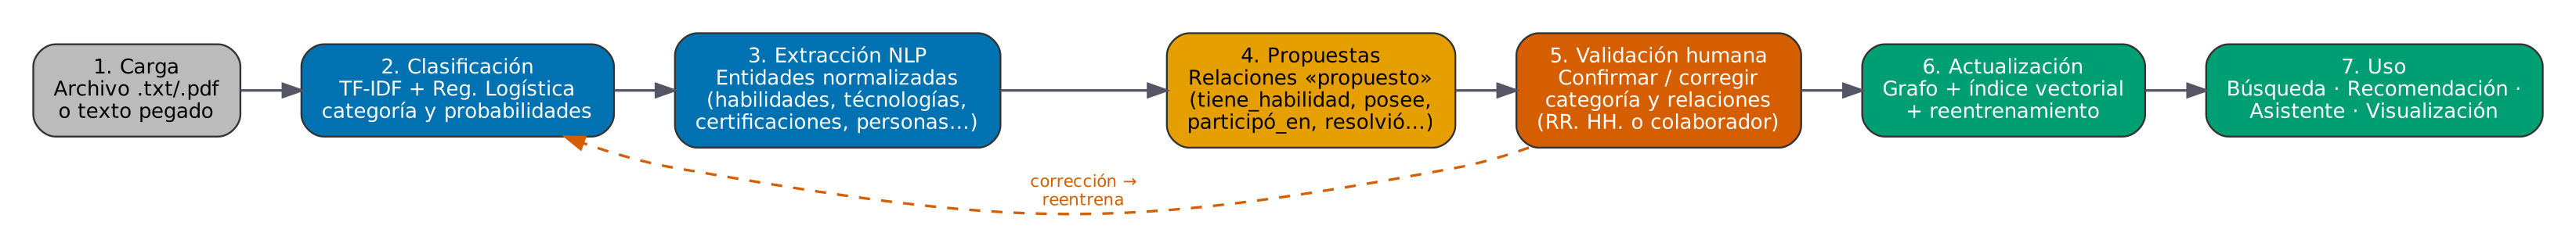 1. Carga
Archivo .txt/.pdf
o texto pegado
2. Clasificación
TF-IDF + Reg. Logística
categoría y probabilidades
3. Extracción NLP
Entidades normalizadas
(habilidades, técnologías,
certificaciones, personas…)
4. Propuestas
Relaciones «propuesto»
(tiene_habilidad, posee,
participó_en, resolvió…)
5. Validación humana
Confirmar / corregir
categoría y relaciones
(RR. HH. o colaborador)
6. Actualización
Grafo + índice vectorial
+ reentrenamiento
7. Uso
Búsqueda · Recomendación ·
Asistente · Visualización
corrección →
reentrena